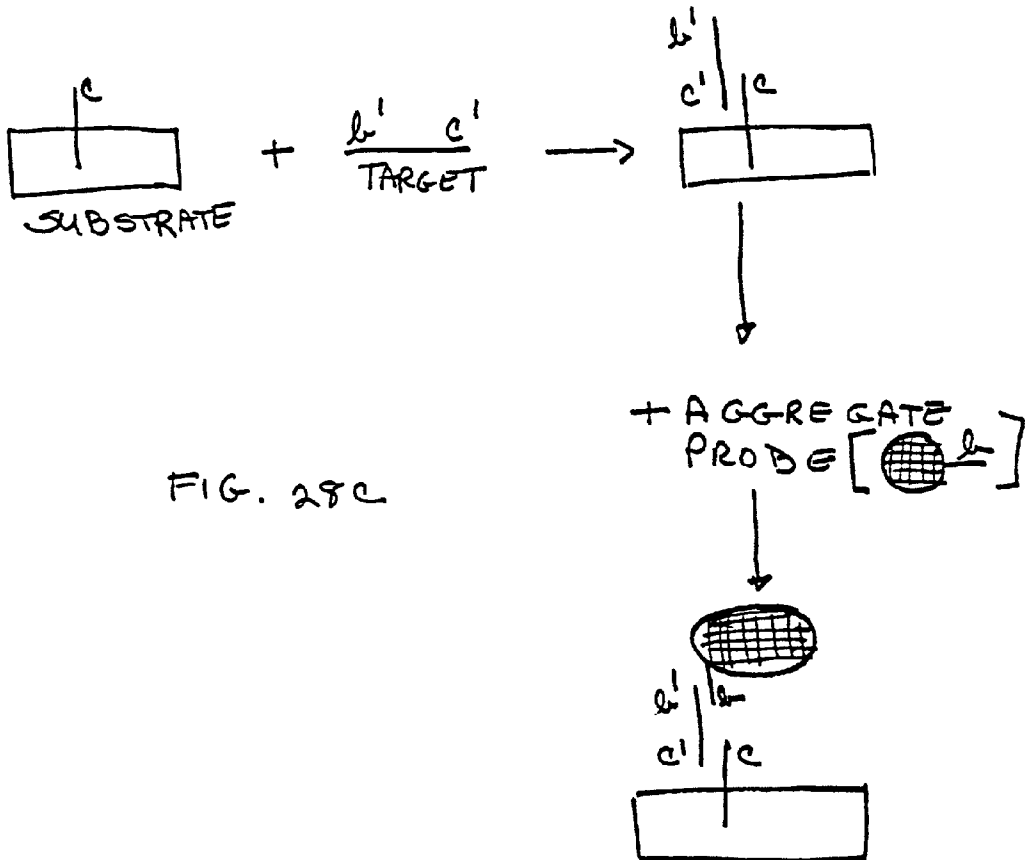 c
SUBSTRATE
+
b' c'
TARGET
b'
c' c
+ AGGREGATE
PROBE [ b ]
FIG. 28C
b' b
c' c